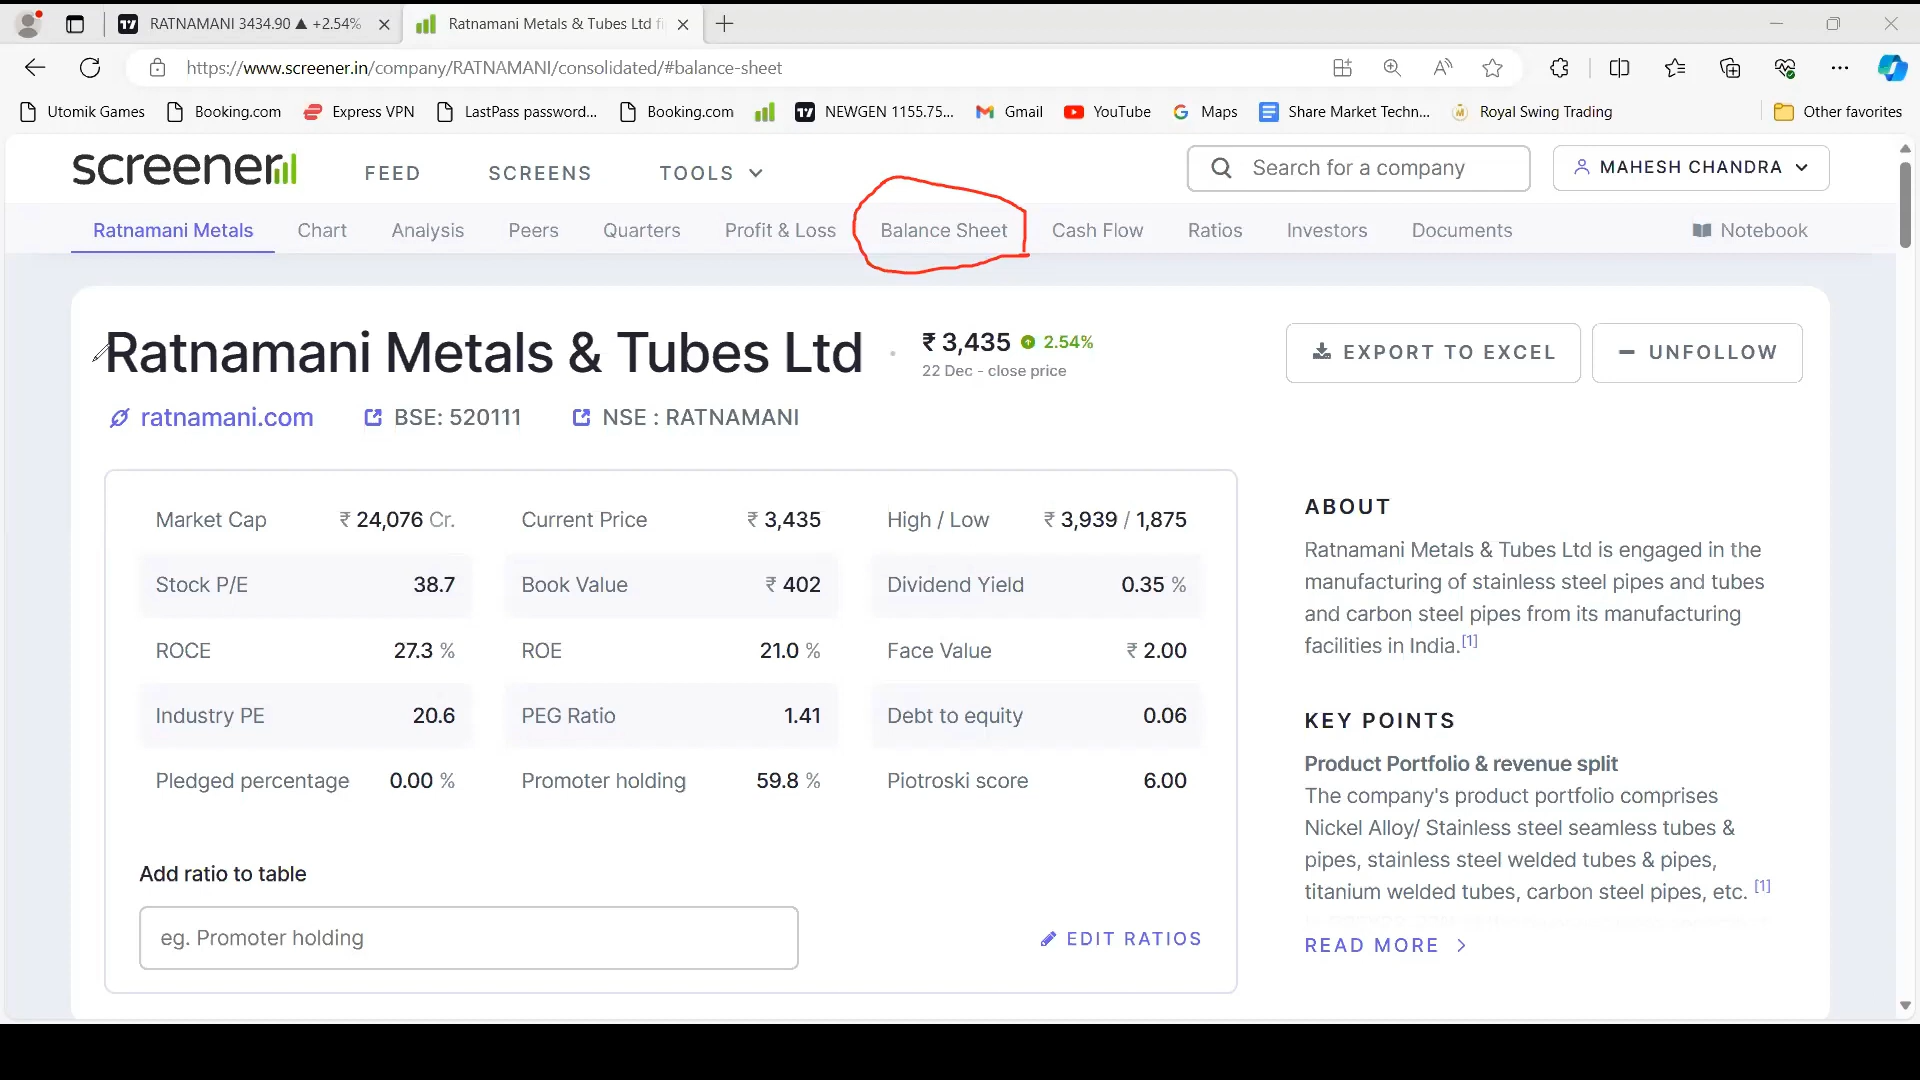 RATNAMANI 3434.90 ▲ +2.54%
Ratnamani Metals & Tubes Ltd fi
https://www.screener.in/company/RATNAMANI/consolidated/#balance-sheet
Utomik Games
Booking.com
Express VPN
LastPass password...
Booking.com
NEWGEN 1155.75...
Gmail
YouTube
Maps
Share Market Techn...
Royal Swing Trading
Other favorites
screener
FEED
SCREENS
TOOLS
Search for a company
MAHESH CHANDRA
Ratnamani Metals
Chart
Analysis
Peers
Quarters
Profit & Loss
Balance Sheet
Cash Flow
Ratios
Investors
Documents
Notebook
Ratnamani Metals & Tubes Ltd
₹ 3,435 2.54%
22 Dec - close price
EXPORT TO EXCEL
UNFOLLOW
ratnamani.com
BSE: 520111
NSE : RATNAMANI
Market Cap ₹ 24,076 Cr.
Current Price ₹ 3,435
High / Low ₹ 3,939 / 1,875
Stock P/E 38.7
Book Value ₹ 402
Dividend Yield 0.35 %
ROCE 27.3 %
ROE 21.0 %
Face Value ₹ 2.00
Industry PE 20.6
PEG Ratio 1.41
Debt to equity 0.06
Pledged percentage 0.00 %
Promoter holding 59.8 %
Piotroski score 6.00
Add ratio to table
eg. Promoter holding
EDIT RATIOS
ABOUT
Ratnamani Metals & Tubes Ltd is engaged in the
manufacturing of stainless steel pipes and tubes
and carbon steel pipes from its manufacturing
facilities in India.[1]
KEY POINTS
Product Portfolio & revenue split
The company's product portfolio comprises
Nickel Alloy/ Stainless steel seamless tubes &
pipes, stainless steel welded tubes & pipes,
titanium welded tubes, carbon steel pipes, etc. [1]
READ MORE